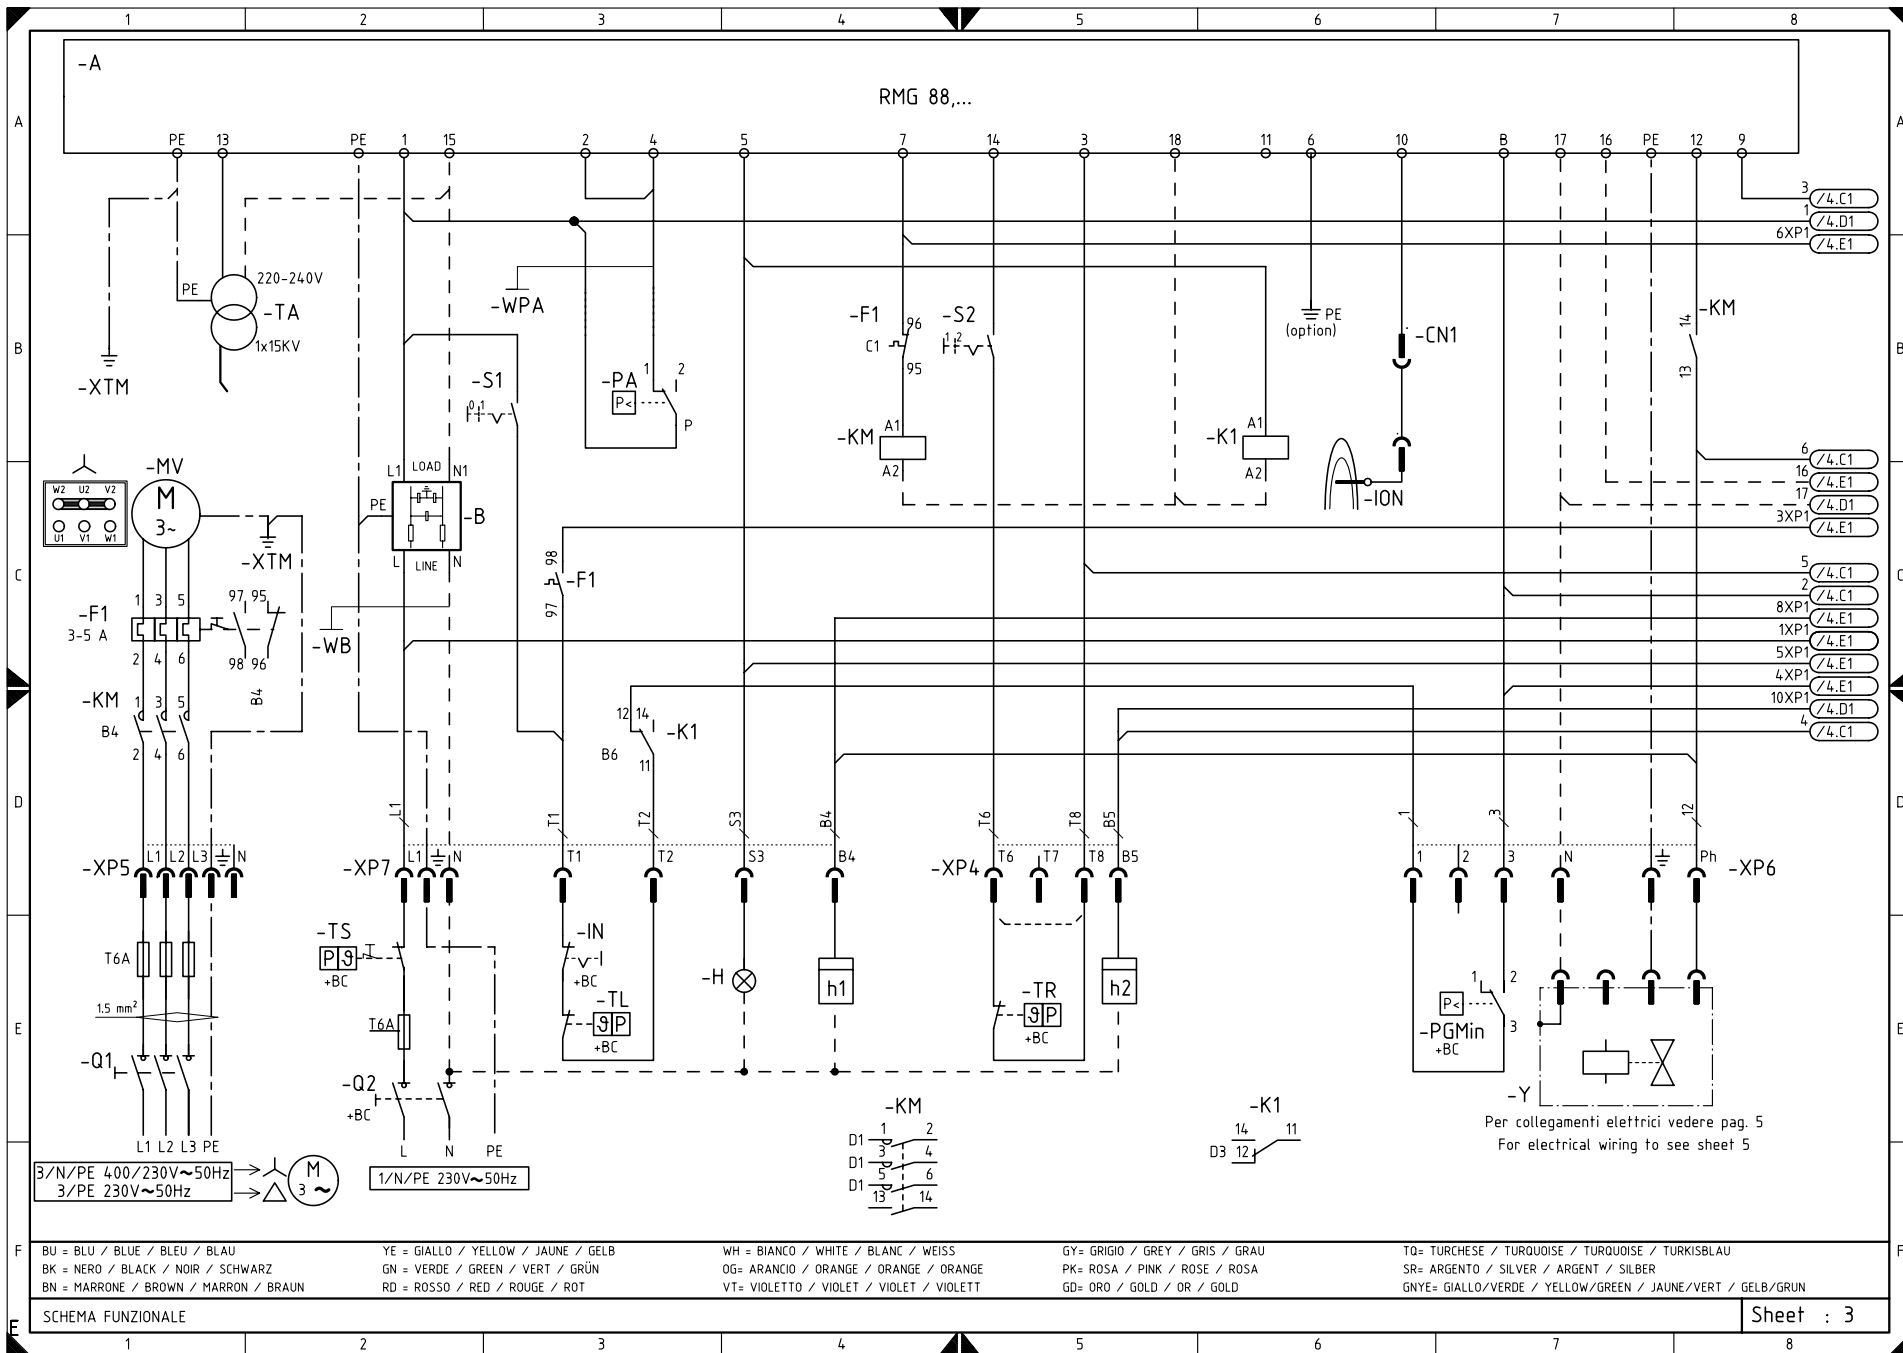 1 2 3 4 5 6 7 8
A
-A
RMG 88,...
A
PE 13 PE 1 15 2 4 5 7 14 3 18 11 6 10 B 17 16 PE 12 9
3 /4.C1
1 /4.D1
6XP1 /4.E1
PE 220-240V
-TA
1x15KV
-WPA
-F1 96
C1
95
-S2
1 2
PE
(option)
-CN1
14 -KM
13
B
B
-XTM
-S1
0 1
-PA 1 2
P<
P
-KM A1
A2
-K1 A1
A2
-ION
6 /4.C1
16 /4.E1
17 /4.D1
3XP1 /4.E1
-MV
M
3~
W2 U2 V2
U1 V1 W1
L1 LOAD N1
PE
-B
L LINE N
-XTM
98
-F1
97
C
C
5 /4.C1
2 /4.C1
8XP1 /4.E1
1XP1 /4.E1
5XP1 /4.E1
4XP1 /4.E1
10XP1 /4.D1
4 /4.C1
-F1
3-5 A
1 3 5
2 4 6
97 95
98 96
B4
-WB
-KM
B4
1 3 5
2 4 6
12 14
-K1
B6
11
D
D
L1 T1 T2 S3 B4 T6 T8 B5 1 3 12
-XP5 L1 L2 L3 N
-XP7 L1 N T1 T2 S3 B4
-XP4 T6 T7 T8 B5
1 2 3 N Ph -XP6
T6A
1.5 mm²
-TS
P ϑ
+BC
T6A
-IN
+BC
-TL
ϑ P
+BC
-H
h1
-TR
ϑ P
+BC
h2
1 2
P<
3
-PGMin
+BC
E
E
-Q1
-Q2
+BC
-Y
Per collegamenti elettrici vedere pag. 5
For electrical wiring to see sheet 5
L1 L2 L3 PE
L N PE
-KM
D1 1 2
D1 3 4
D1 5 6
13 14
-K1
14 11
D3 12
3/N/PE 400/230V~50Hz
3/PE 230V~50Hz
M
3 ~
1/N/PE 230V~50Hz
F
F
BU = BLU / BLUE / BLEU / BLAU
BK = NERO / BLACK / NOIR / SCHWARZ
BN = MARRONE / BROWN / MARRON / BRAUN
YE = GIALLO / YELLOW / JAUNE / GELB
GN = VERDE / GREEN / VERT / GRÜN
RD = ROSSO / RED / ROUGE / ROT
WH = BIANCO / WHITE / BLANC / WEISS
OG= ARANCIO / ORANGE / ORANGE / ORANGE
VT= VIOLETTO / VIOLET / VIOLET / VIOLETT
GY= GRIGIO / GREY / GRIS / GRAU
PK= ROSA / PINK / ROSE / ROSA
GD= ORO / GOLD / OR / GOLD
TQ= TURCHESE / TURQUOISE / TURQUOISE / TURKISBLAU
SR= ARGENTO / SILVER / ARGENT / SILBER
GNYE= GIALLO/VERDE / YELLOW/GREEN / JAUNE/VERT / GELB/GRUN
E
SCHEMA FUNZIONALE
Sheet : 3
1 2 3 4 5 6 7 8